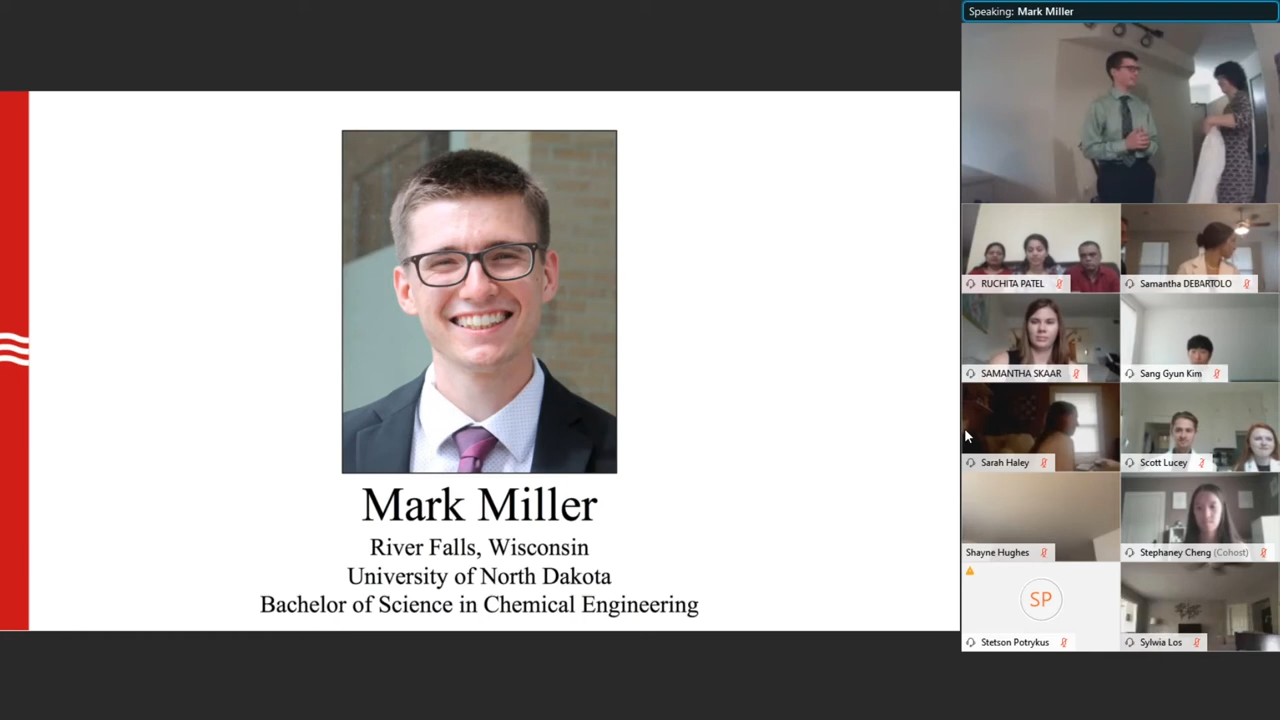 Speaking: Mark Miller
Mark Miller
River Falls, Wisconsin
University of North Dakota
Bachelor of Science in Chemical Engineering
RUCHITA PATEL
Samantha DEBARTOLO
SAMANTHA SKAAR
Sang Gyun Kim
Sarah Haley
Scott Lucey
Shayne Hughes
Stephaney Cheng (Cohost)
SP
Stetson Potrykus
Sylwia Los